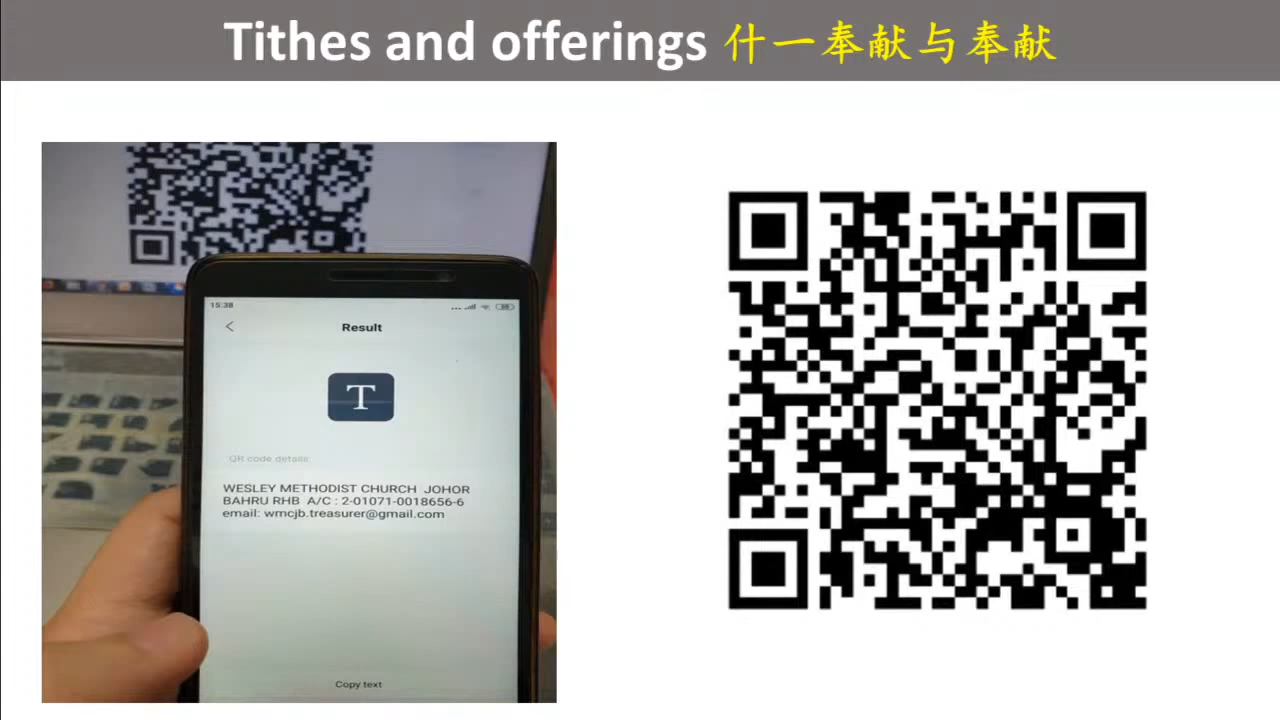 Tithes and offerings 什一奉献与奉献
15:38
Result
T
QR code details
WESLEY METHODIST CHURCH JOHOR
BAHRU RHB A/C : 2-01071-0018656-6
email: wmcjb.treasurer@gmail.com
Copy text